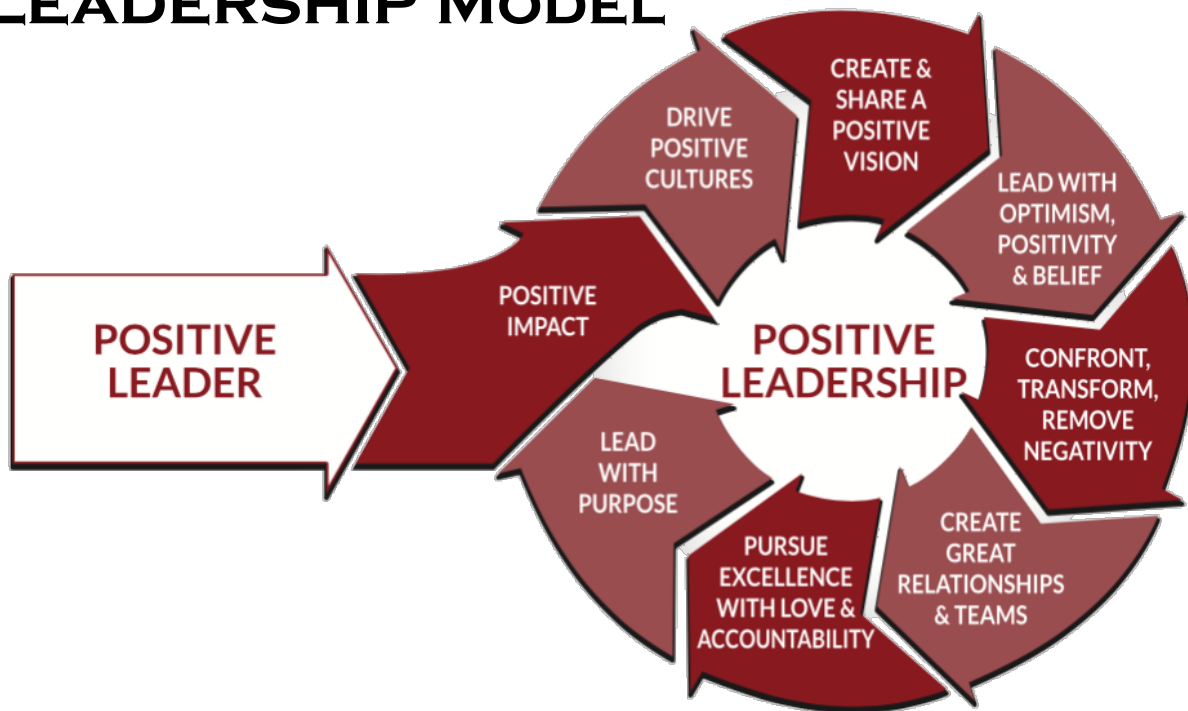 LEADERSHIP MODEL
POSITIVE
LEADER
POSITIVE
IMPACT
DRIVE
POSITIVE
CULTURES
CREATE &
SHARE A
POSITIVE
VISION
LEAD WITH
OPTIMISM,
POSITIVITY
& BELIEF
CONFRONT,
TRANSFORM,
REMOVE
NEGATIVITY
CREATE
GREAT
RELATIONSHIPS
& TEAMS
PURSUE
EXCELLENCE
WITH LOVE &
ACCOUNTABILITY
LEAD
WITH
PURPOSE
POSITIVE
LEADERSHIP